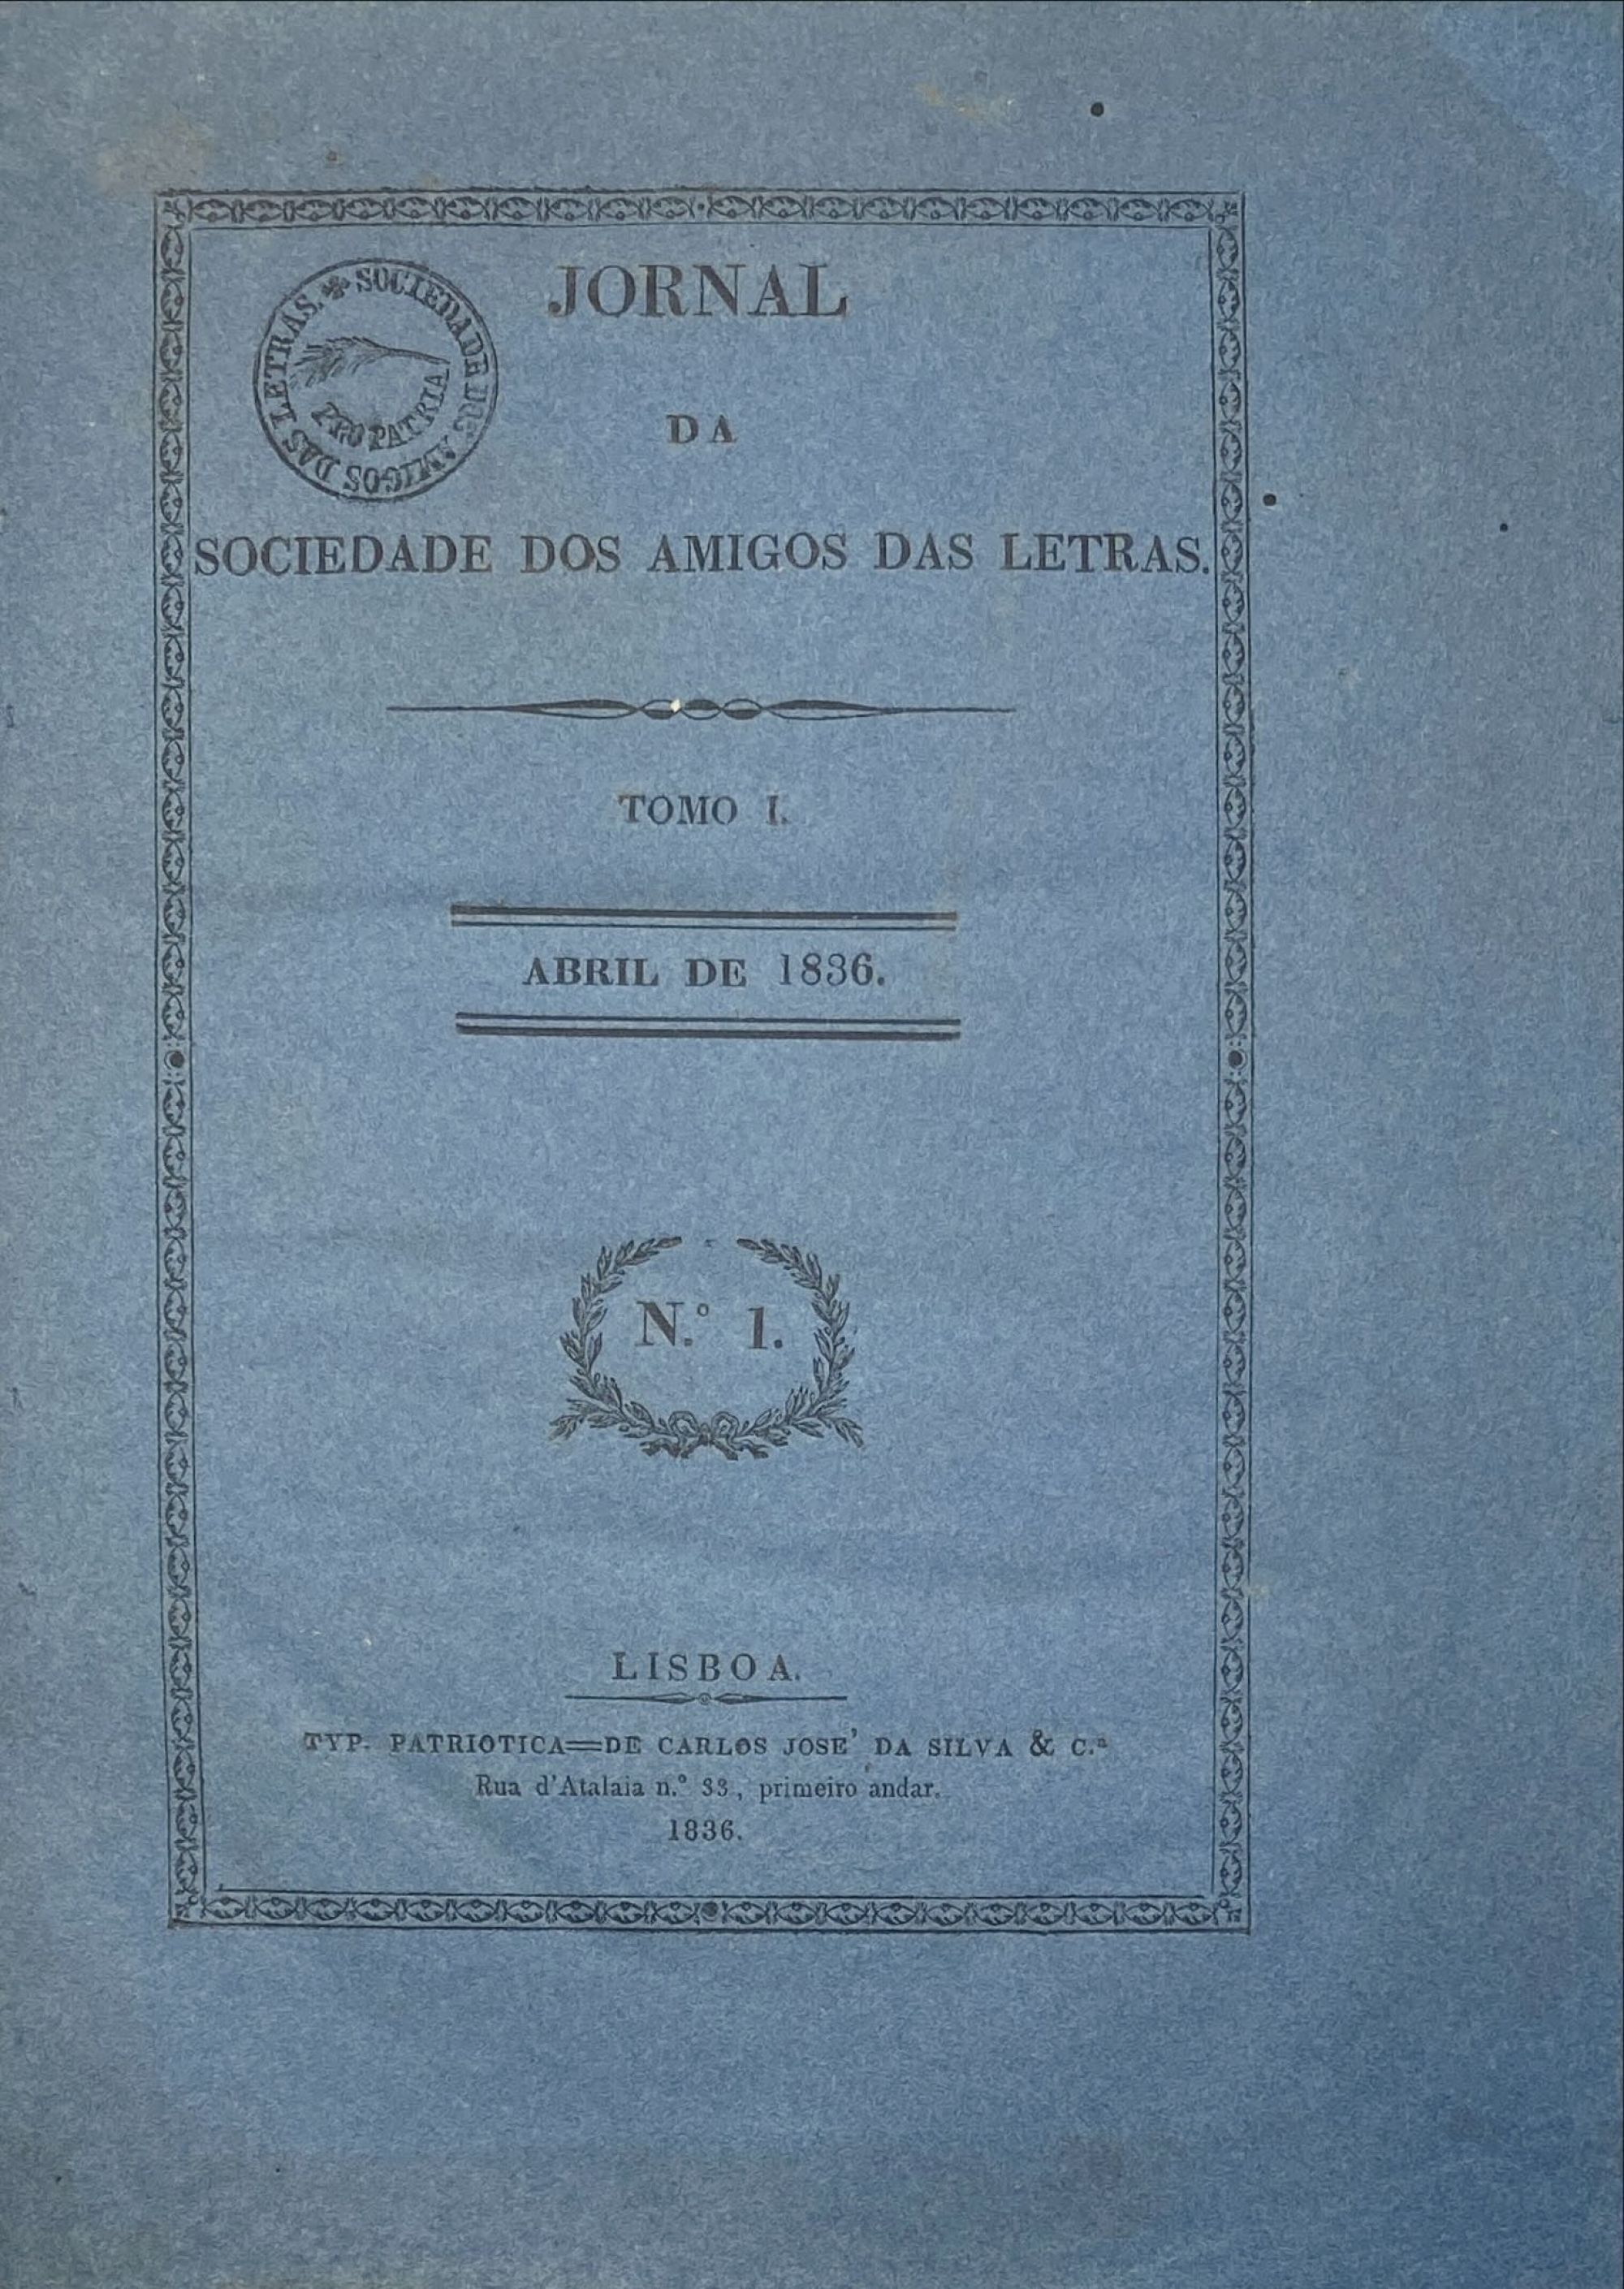 JORNAL
SOCIEDADE DOS AMIGOS DAS LETRAS.
PRO PATRIA
DA
SOCIEDADE DOS AMIGOS DAS LETRAS.
TOMO I.
ABRIL DE 1836.
N.º 1.
LISBOA.
TYP. PATRIOTICA=DE CARLOS JOSE' DA SILVA & C.ª
Rua d'Atalaia n.º 33, primeiro andar.
1836.